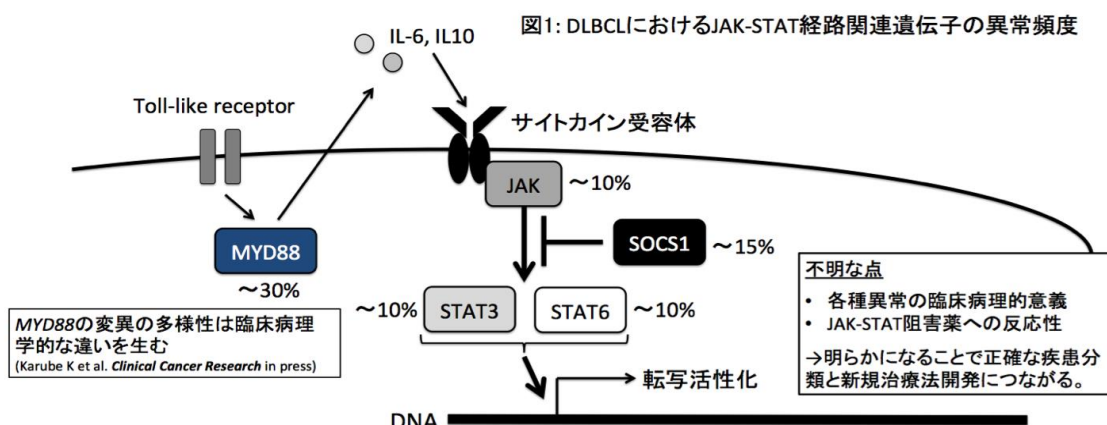 図1: DLBCLにおけるJAK-STAT経路関連遺伝子の異常頻度
IL-6, IL10
Toll-like receptor
サイトカイン受容体
JAK
〜10%
MYD88
〜30%
SOCS1
〜15%
〜10%
STAT3
STAT6
〜10%
MYD88の変異の多様性は臨床病理
学的な違いを生む
(Karube K et al. Clinical Cancer Research in press)
不明な点
• 各種異常の臨床病理的意義
• JAK-STAT阻害薬への反応性
→明らかになることで正確な疾患分
類と新規治療法開発につながる。
転写活性化
DNA